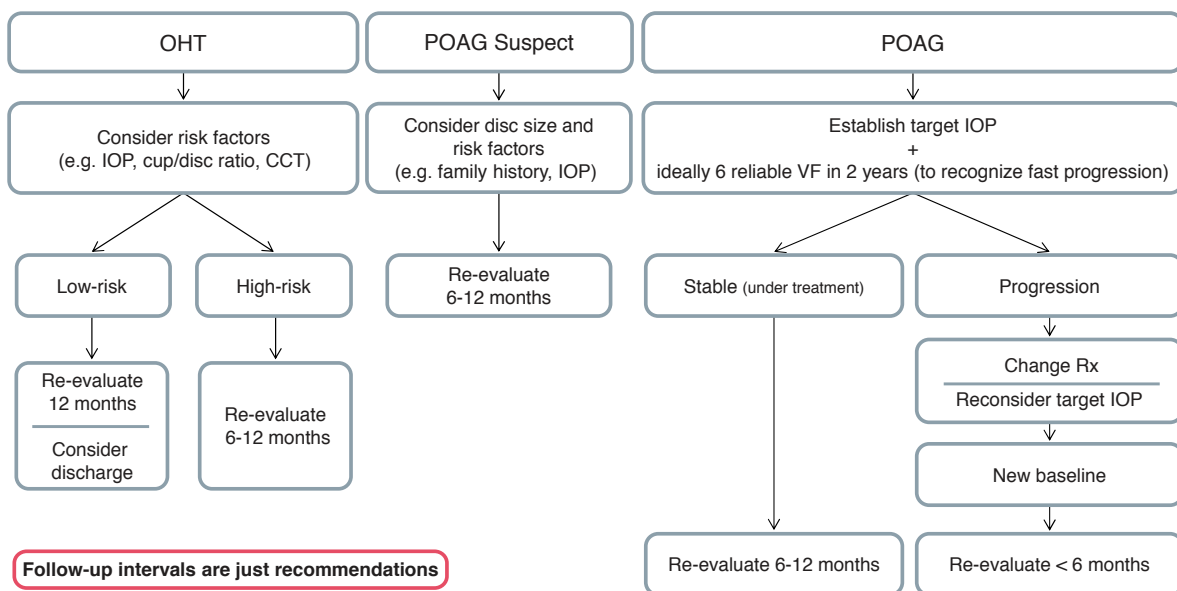 OHT
Consider risk factors
(e.g. IOP, cup/disc ratio, CCT)
Low-risk
Re-evaluate
12 months
Consider
discharge
High-risk
Re-evaluate
6-12 months
POAG Suspect
Consider disc size and
risk factors
(e.g. family history, IOP)
Re-evaluate
6-12 months
POAG
Establish target IOP
+
ideally 6 reliable VF in 2 years (to recognize fast progression)
Stable (under treatment)
Re-evaluate 6-12 months
Progression
Change Rx
Reconsider target IOP
New baseline
Re-evaluate < 6 months
Follow-up intervals are just recommendations